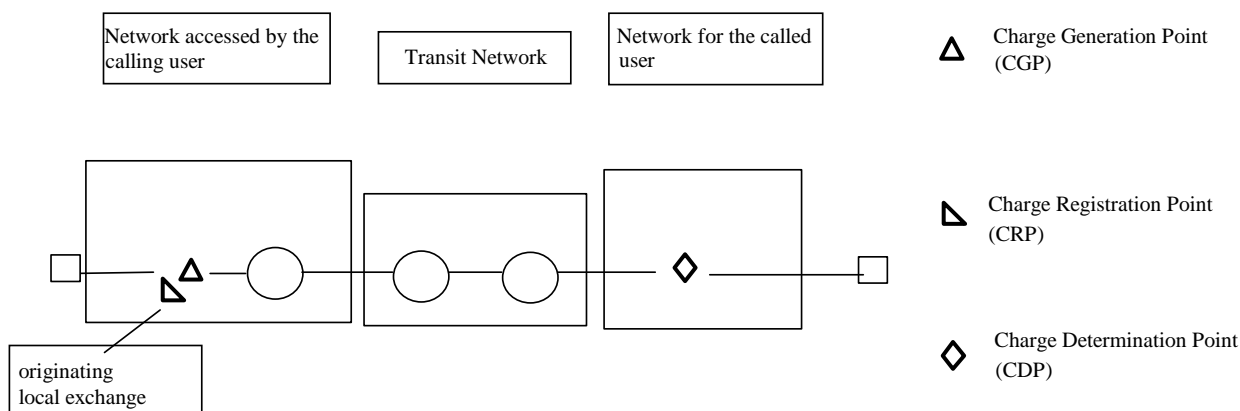 Network accessed by the
calling user
Transit Network
Network for the called
user
Charge Generation Point
(CGP)
Charge Registration Point
(CRP)
Charge Determination Point
(CDP)
originating
local exchange